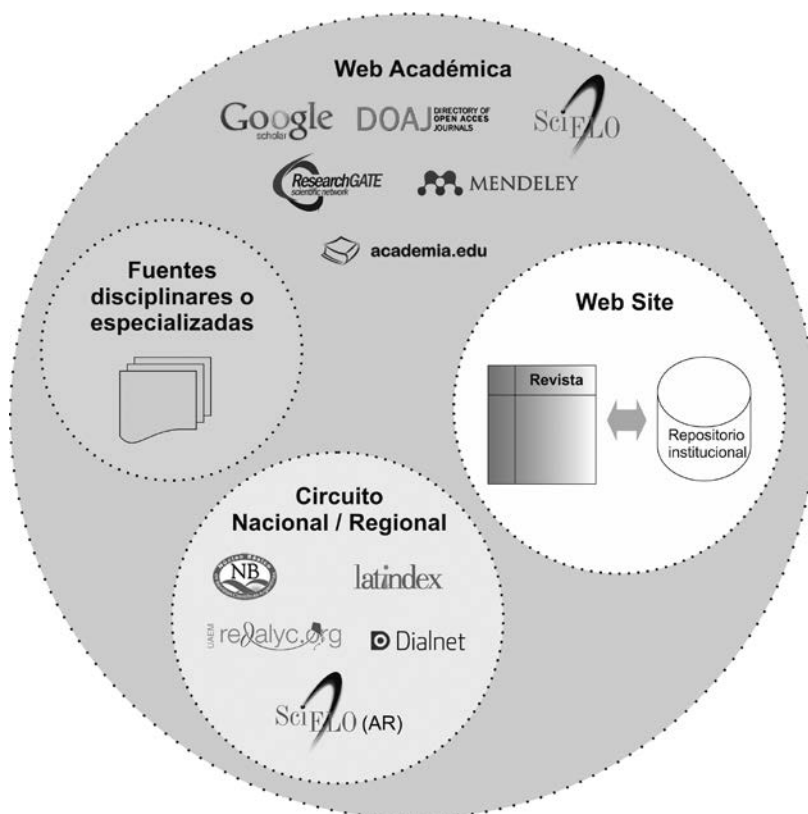 Web Académica
Google
scholar
DOAJ DIRECTORY OF
OPEN ACCES
JOURNALS
SciELO
ResearchGATE
scientific network
MENDELEY
academia.edu
Fuentes
disciplinares o
especializadas
Web Site
Revista
Repositorio
institucional
Circuito
Nacional / Regional
NB
latindex
UAEM
redalyc.org
Dialnet
SciELO (AR)